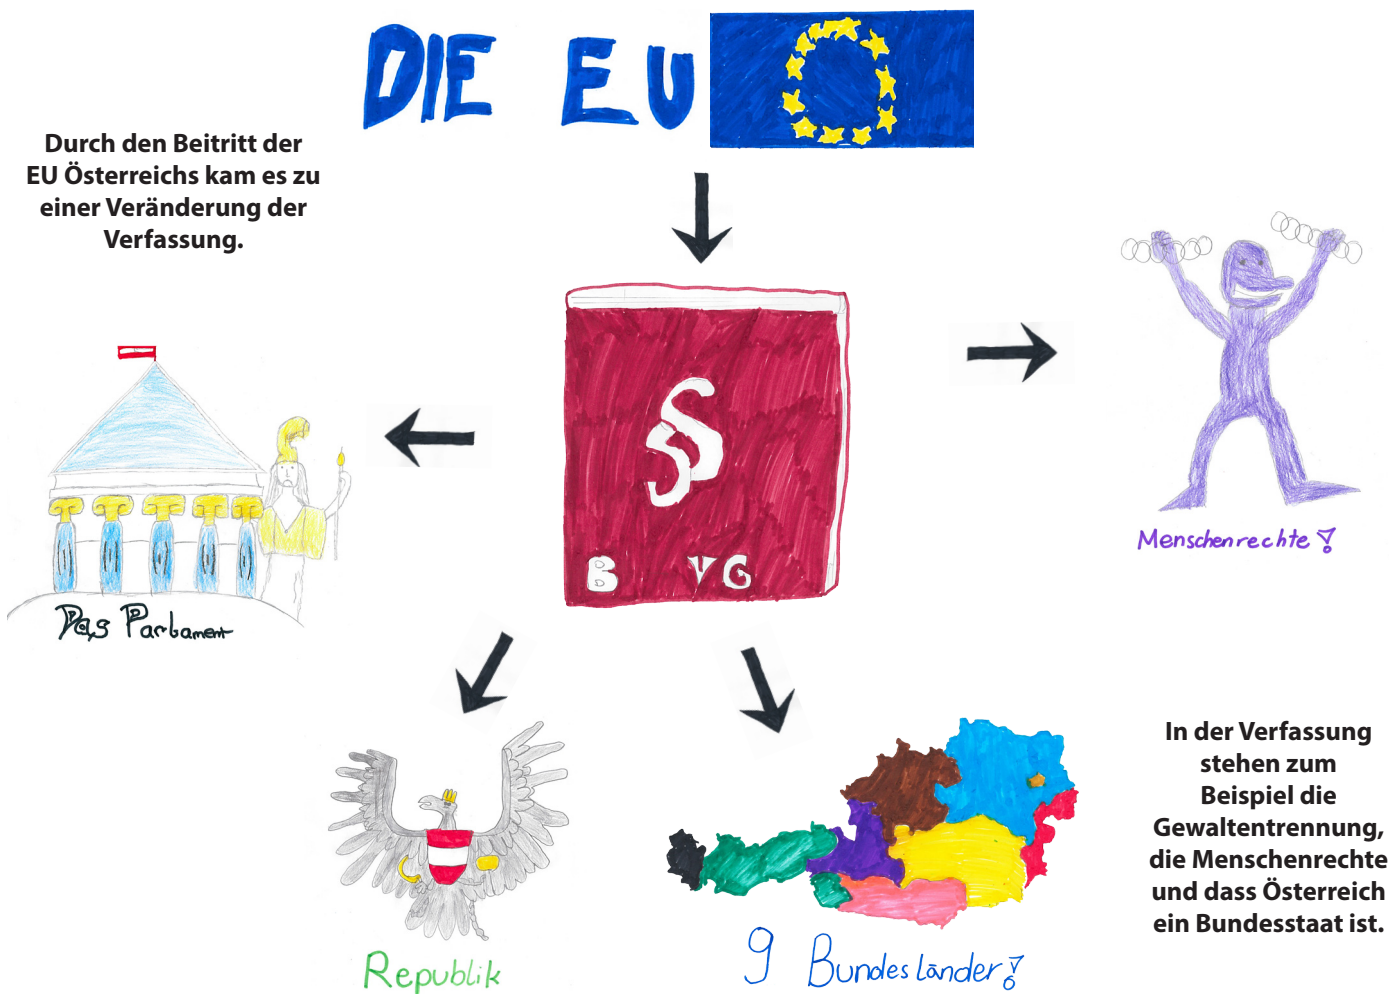 DIE EU
Durch den Beitritt der
EU Österreichs kam es zu
einer Veränderung der
Verfassung.
§
B VG
Menschenrechte!
Das Parlament
Republik
9 Bundesländer!
In der Verfassung
stehen zum
Beispiel die
Gewaltentrennung,
die Menschenrechte
und dass Österreich
ein Bundesstaat ist.